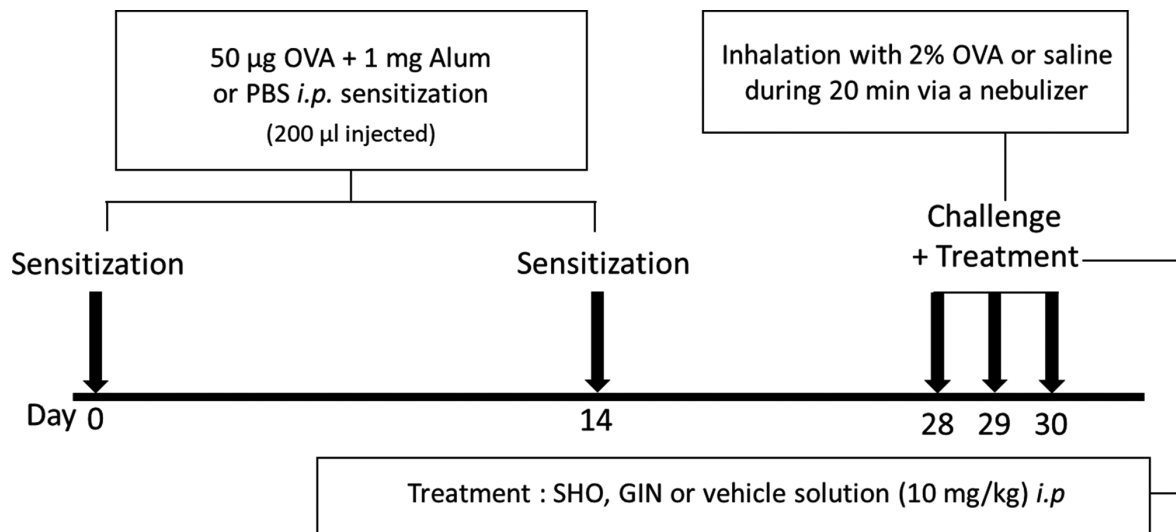 50 µg OVA + 1 mg Alum
or PBS i.p. sensitization
(200 µl injected)
Inhalation with 2% OVA or saline
during 20 min via a nebulizer
Sensitization
Sensitization
Challenge
+ Treatment
Day 0
14
28
29
30
Treatment : SHO, GIN or vehicle solution (10 mg/kg) i.p